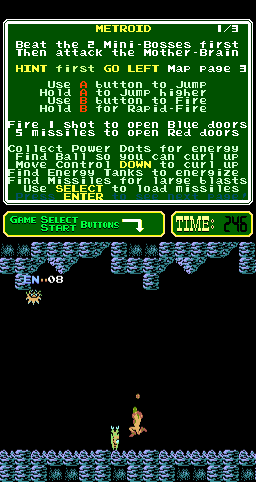 METROID 1/3
Beat the 2 Mini-Bosses first
Then attack the Mother-Brain
HINT first GO LEFT Map page 3
Use A button to Jump
Hold A to Jump higher
Use B button to Fire
Hold B for Rapid-Fire
Fire 1 shot to open Blue doors
5 missiles to open Red doors
Collect Power Dots for energy
Find Ball so you can curl up
Move Control DOWN to curl up
Find Energy Tanks to energize
Find Missiles for large blasts
Use SELECT to load missiles
ENTER
GAME SELECT
START BUTTONS
TIME: 246
EN..08